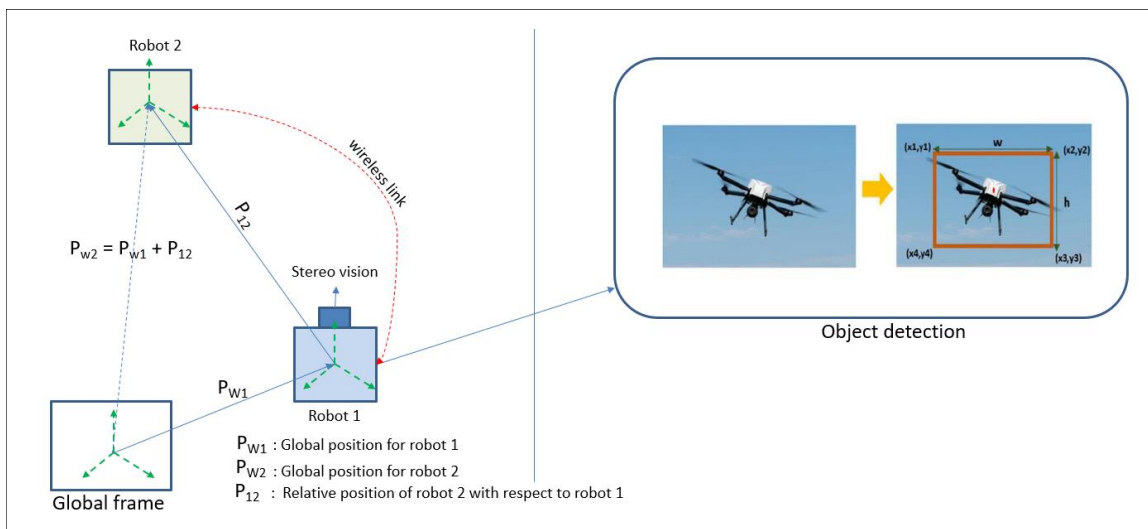 Robot 2
wireless link
P12
Pw2 = Pw1 + P12
Stereo vision
PW1
Robot 1
Global frame
PW1 : Global position for robot 1
PW2 : Global position for robot 2
P12 : Relative position of robot 2 with respect to robot 1
(x1,y1)
w
(x2,y2)
h
(x4,y4)
(x3,y3)
Object detection